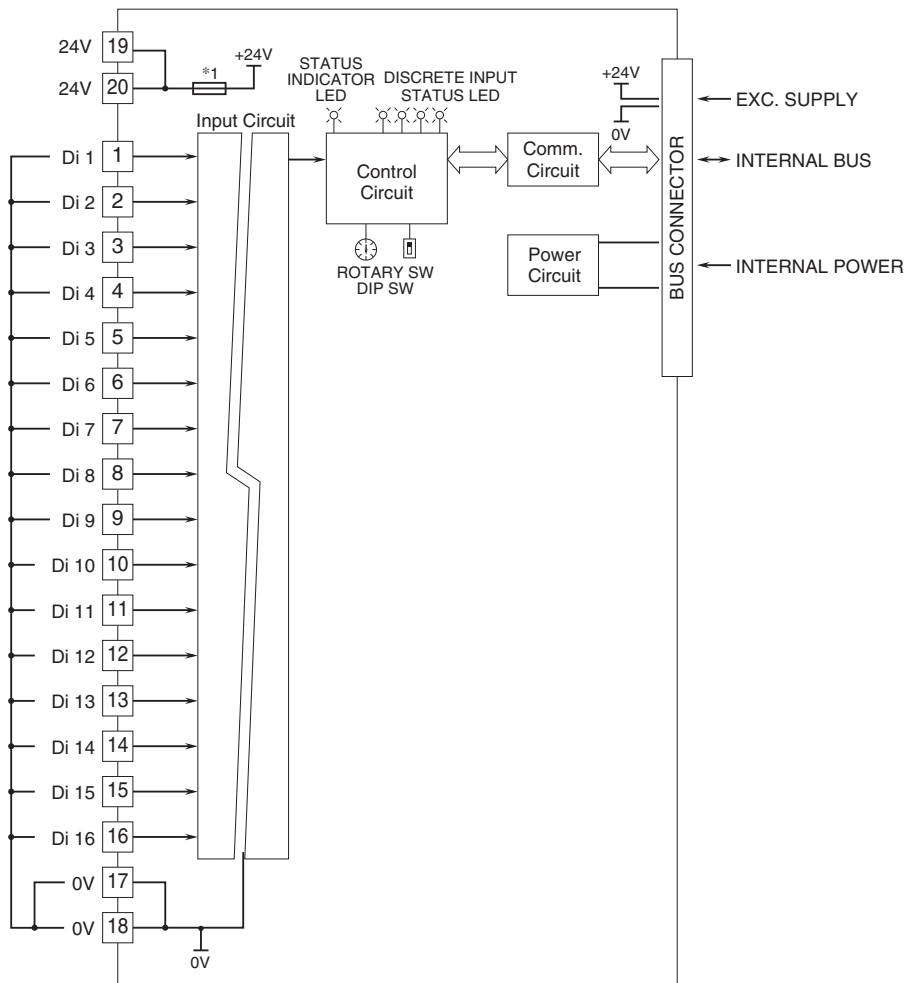 24V 19
24V 20
*1
+24V
STATUS
INDICATOR
LED
DISCRETE INPUT
STATUS LED
+24V
0V
EXC. SUPPLY
Input Circuit
Control
Circuit
Comm.
Circuit
INTERNAL BUS
BUS CONNECTOR
ROTARY SW
DIP SW
Power
Circuit
INTERNAL POWER
Di 1 1
Di 2 2
Di 3 3
Di 4 4
Di 5 5
Di 6 6
Di 7 7
Di 8 8
Di 9 9
Di 10 10
Di 11 11
Di 12 12
Di 13 13
Di 14 14
Di 15 15
Di 16 16
0V 17
0V 18
0V